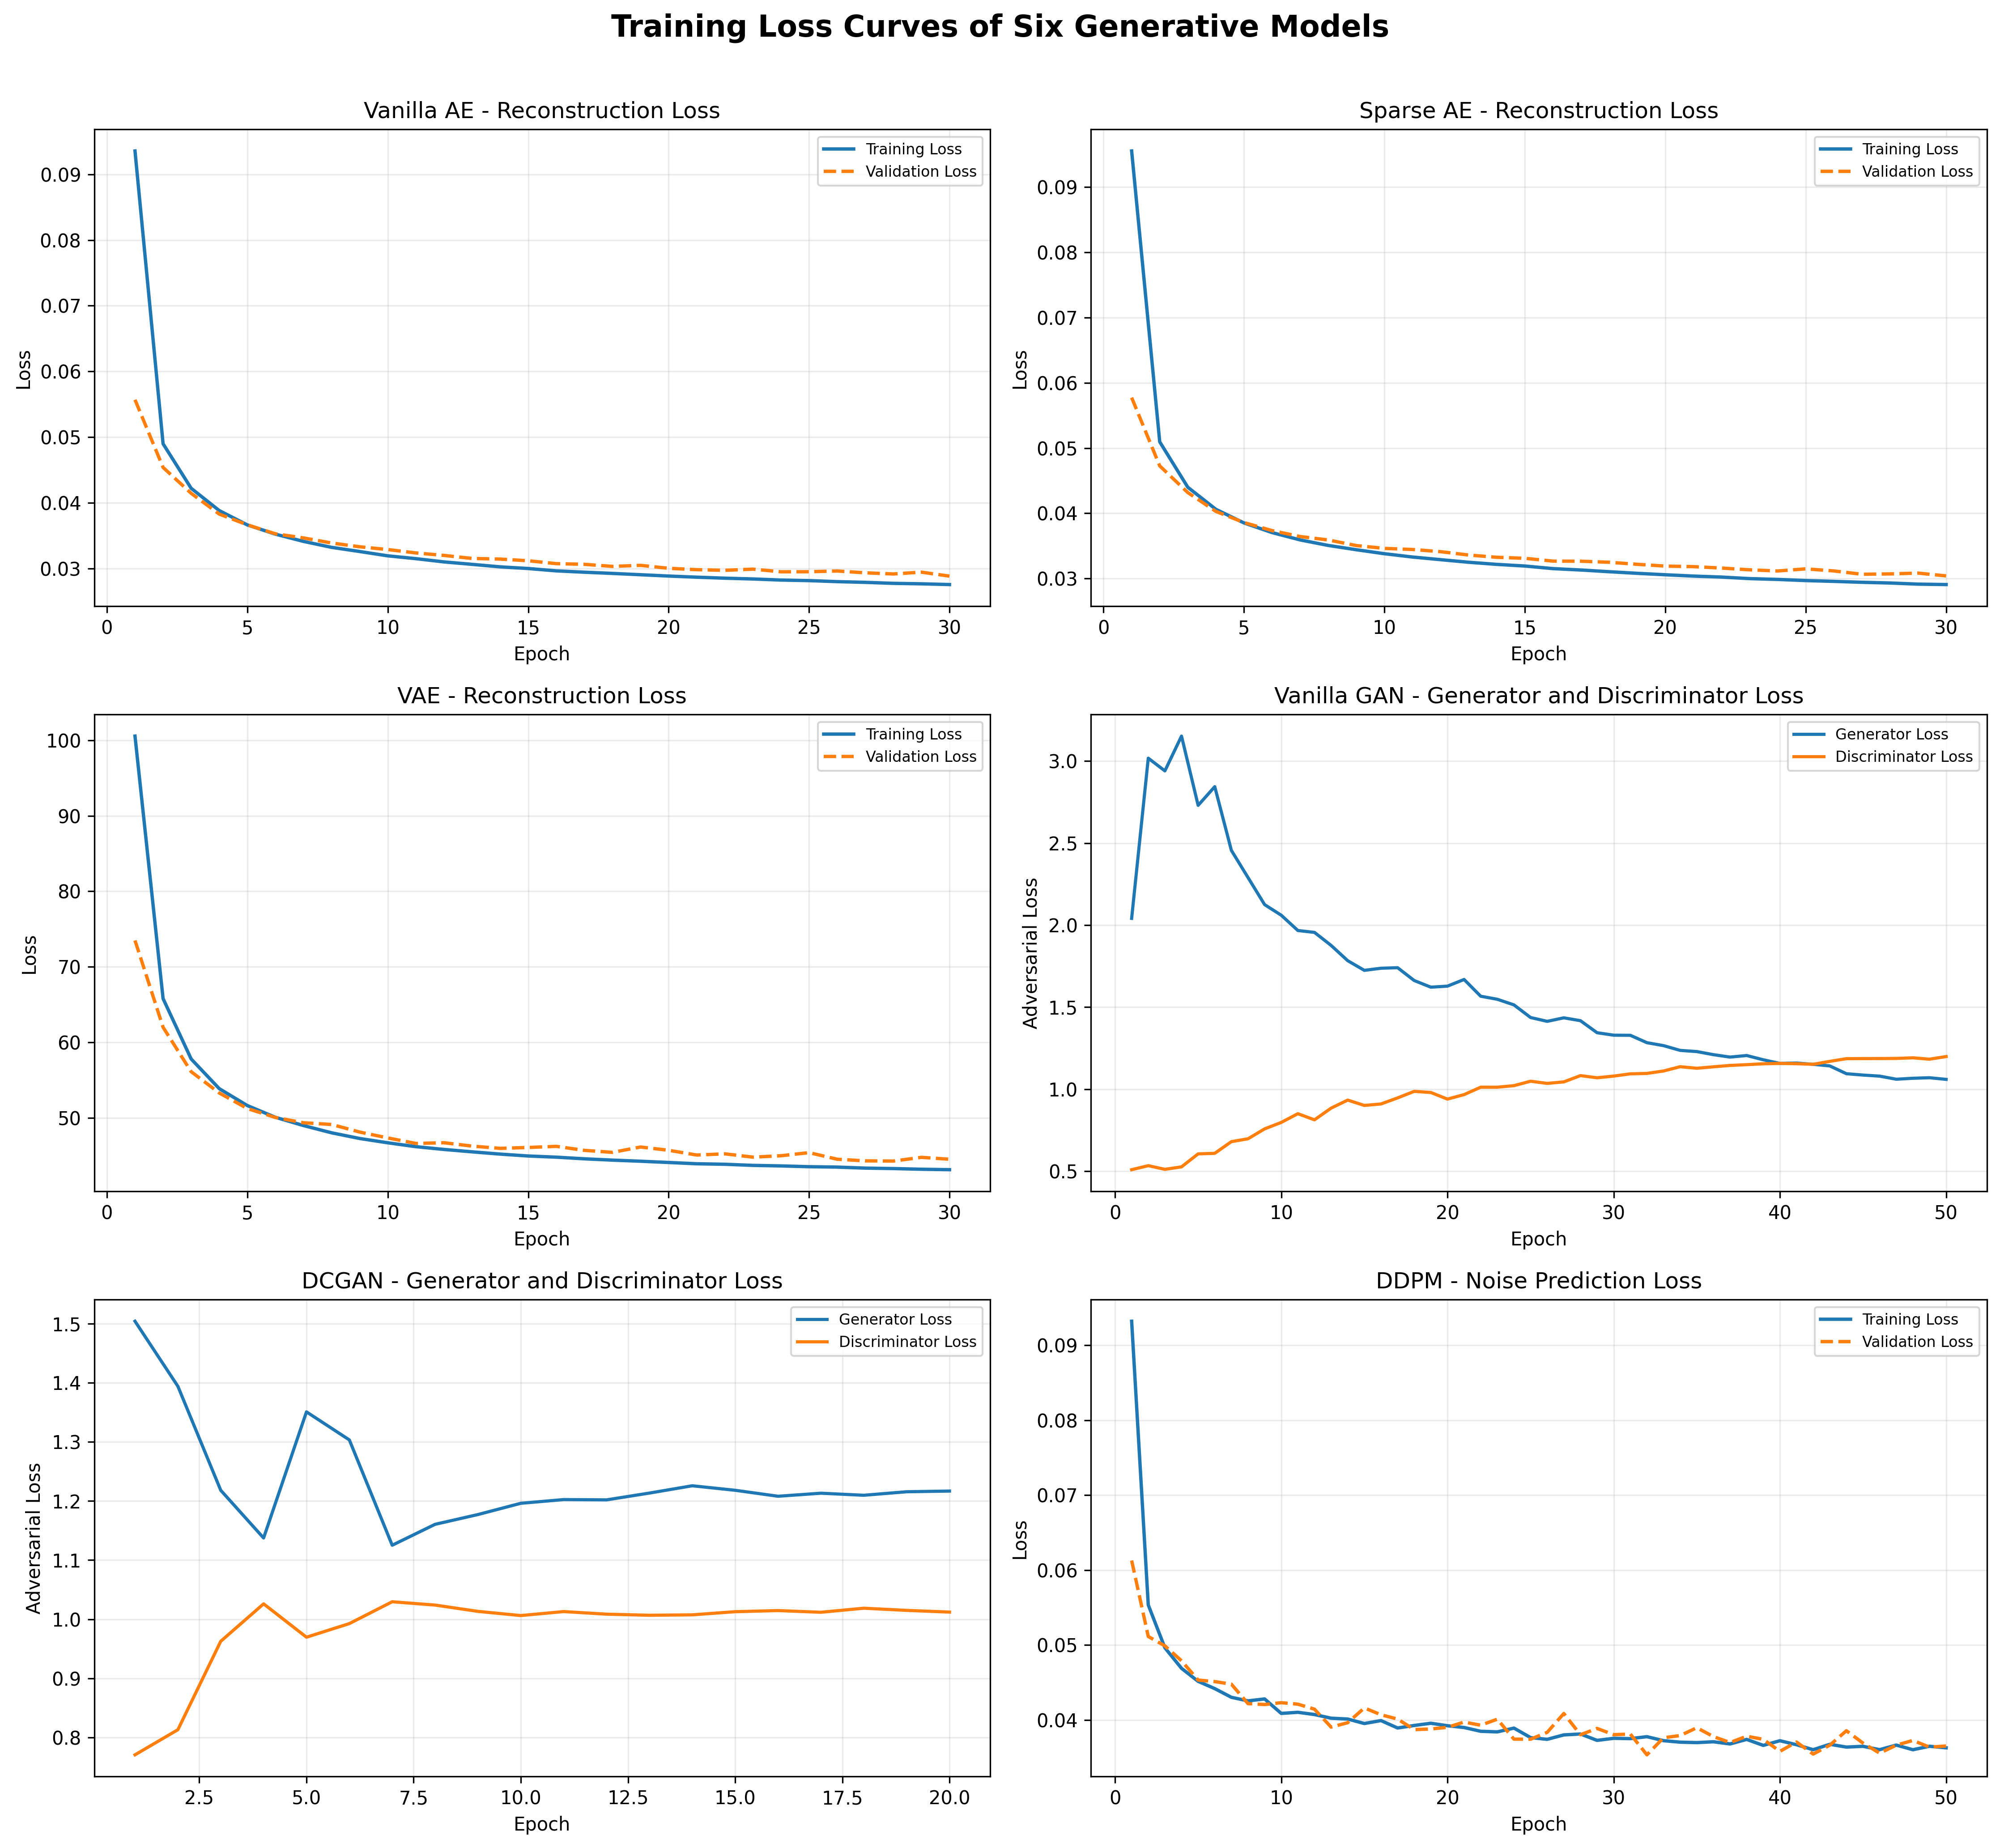 Training Loss Curves of Six Generative Models
Vanilla AE - Reconstruction Loss
Training Loss
Validation Loss
0.09
0.08
0.07
0.06
0.05
0.04
0.03
Loss
0 5 10 15 20 25 30
Epoch
Sparse AE - Reconstruction Loss
Training Loss
Validation Loss
0.09
0.08
0.07
0.06
0.05
0.04
0.03
Loss
0 5 10 15 20 25 30
Epoch
VAE - Reconstruction Loss
Training Loss
Validation Loss
100
90
80
70
60
50
Loss
0 5 10 15 20 25 30
Epoch
Vanilla GAN - Generator and Discriminator Loss
Generator Loss
Discriminator Loss
3.0
2.5
2.0
1.5
1.0
0.5
Adversarial Loss
0 10 20 30 40 50
Epoch
DCGAN - Generator and Discriminator Loss
Generator Loss
Discriminator Loss
1.5
1.4
1.3
1.2
1.1
1.0
0.9
0.8
Adversarial Loss
2.5 5.0 7.5 10.0 12.5 15.0 17.5 20.0
Epoch
DDPM - Noise Prediction Loss
Training Loss
Validation Loss
0.09
0.08
0.07
0.06
0.05
0.04
Loss
0 10 20 30 40 50
Epoch